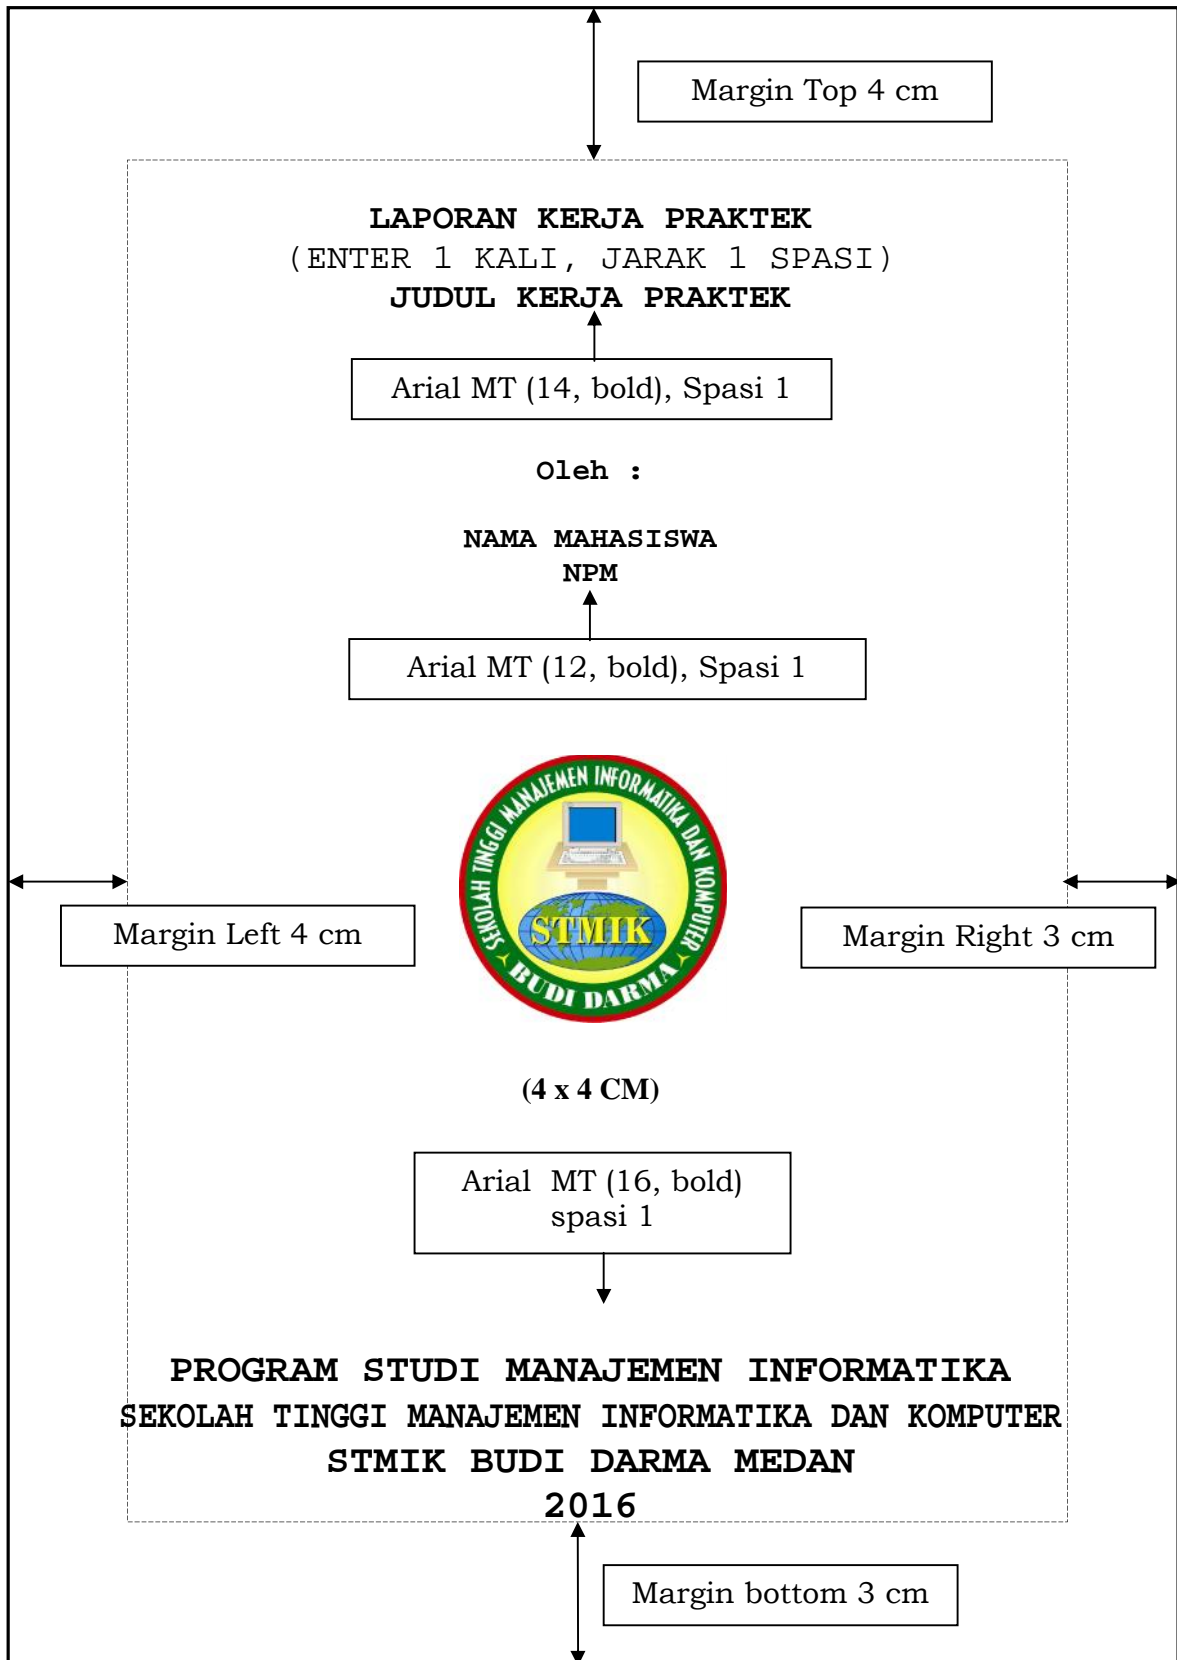 Margin Top 4 cm
LAPORAN KERJA PRAKTEK
(ENTER 1 KALI, JARAK 1 SPASI)
JUDUL KERJA PRAKTEK
Arial MT (14, bold), Spasi 1
Oleh :
NAMA MAHASISWA
NPM
Arial MT (12, bold), Spasi 1
SEKOLAH TINGGI MANAJEMEN INFORMATIKA DAN KOMPUTER
STMIK
BUDI DARMA
Margin Left 4 cm
Margin Right 3 cm
(4 x 4 CM)
Arial MT (16, bold)
spasi 1
PROGRAM STUDI MANAJEMEN INFORMATIKA
SEKOLAH TINGGI MANAJEMEN INFORMATIKA DAN KOMPUTER
STMIK BUDI DARMA MEDAN
2016
Margin bottom 3 cm